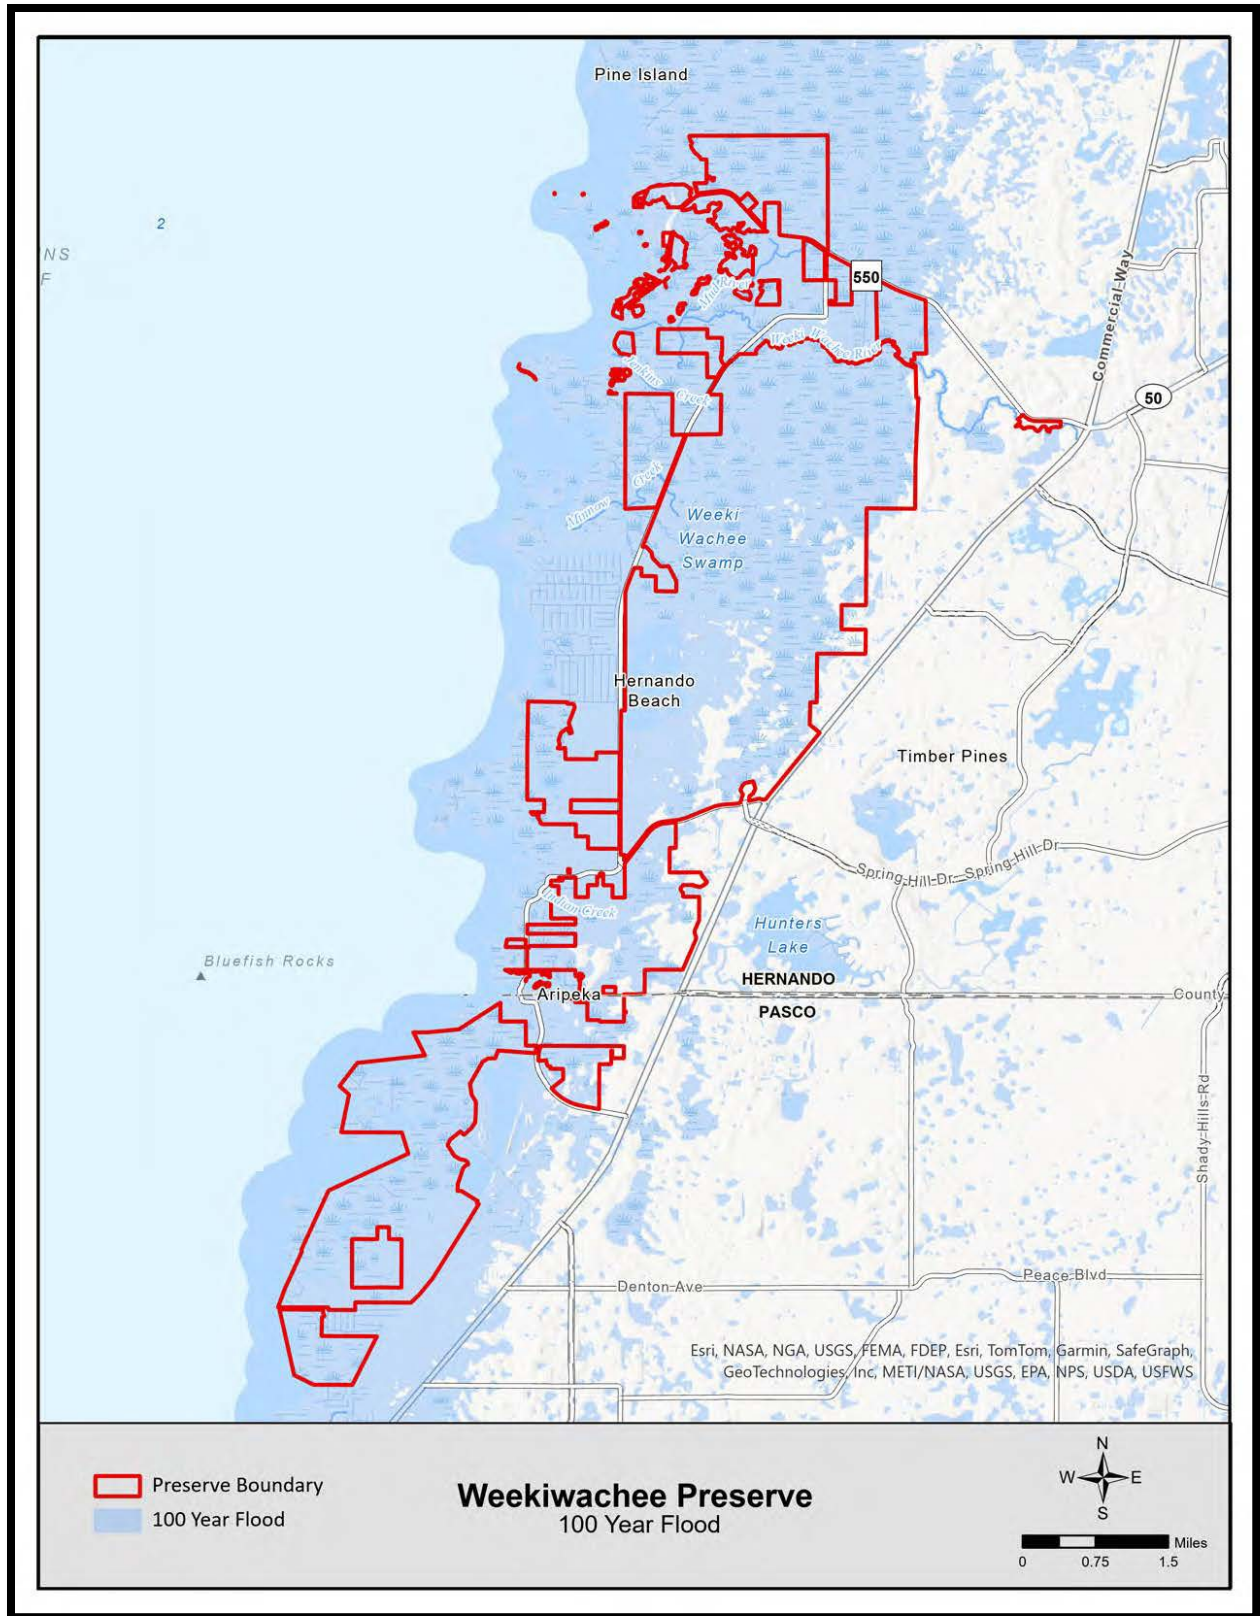 Pine Island
2
NS
F
550
Mud River
Commercial Way
Weeki Wachee River
Jenkins
Creek
50
Minnow Creek
Weeki
Wachee
Swamp
Hernando
Beach
Timber Pines
Spring Hill Dr
Spring Hill Dr
Indian Creek
Hunters
Lake
Bluefish Rocks
HERNANDO
Aripeka
County
PASCO
Shady Hills Rd
Denton Ave
Peace Blvd
Esri, NASA, NGA, USGS, FEMA, FDEP, Esri, TomTom, Garmin, SafeGraph,
GeoTechnologies, Inc, METI/NASA, USGS, EPA, NPS, USDA, USFWS
Preserve Boundary
100 Year Flood
Weekiwachee Preserve
100 Year Flood
N
W E
S
Miles
0 0.75 1.5